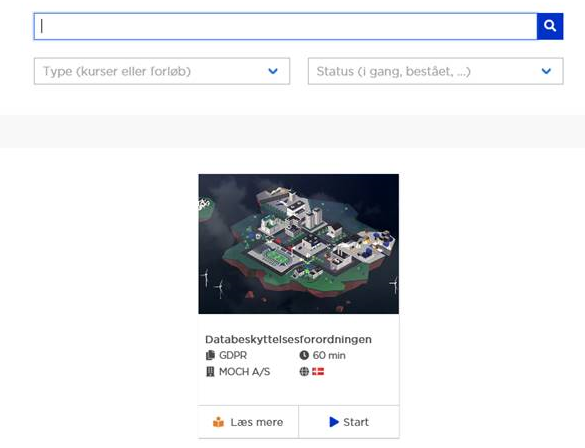 Type (kurser eller forløb)
Status (i gang, bestået, ...)
Databeskyttelsesforordningen
GDPR
60 min
MOCH A/S
Læs mere
Start